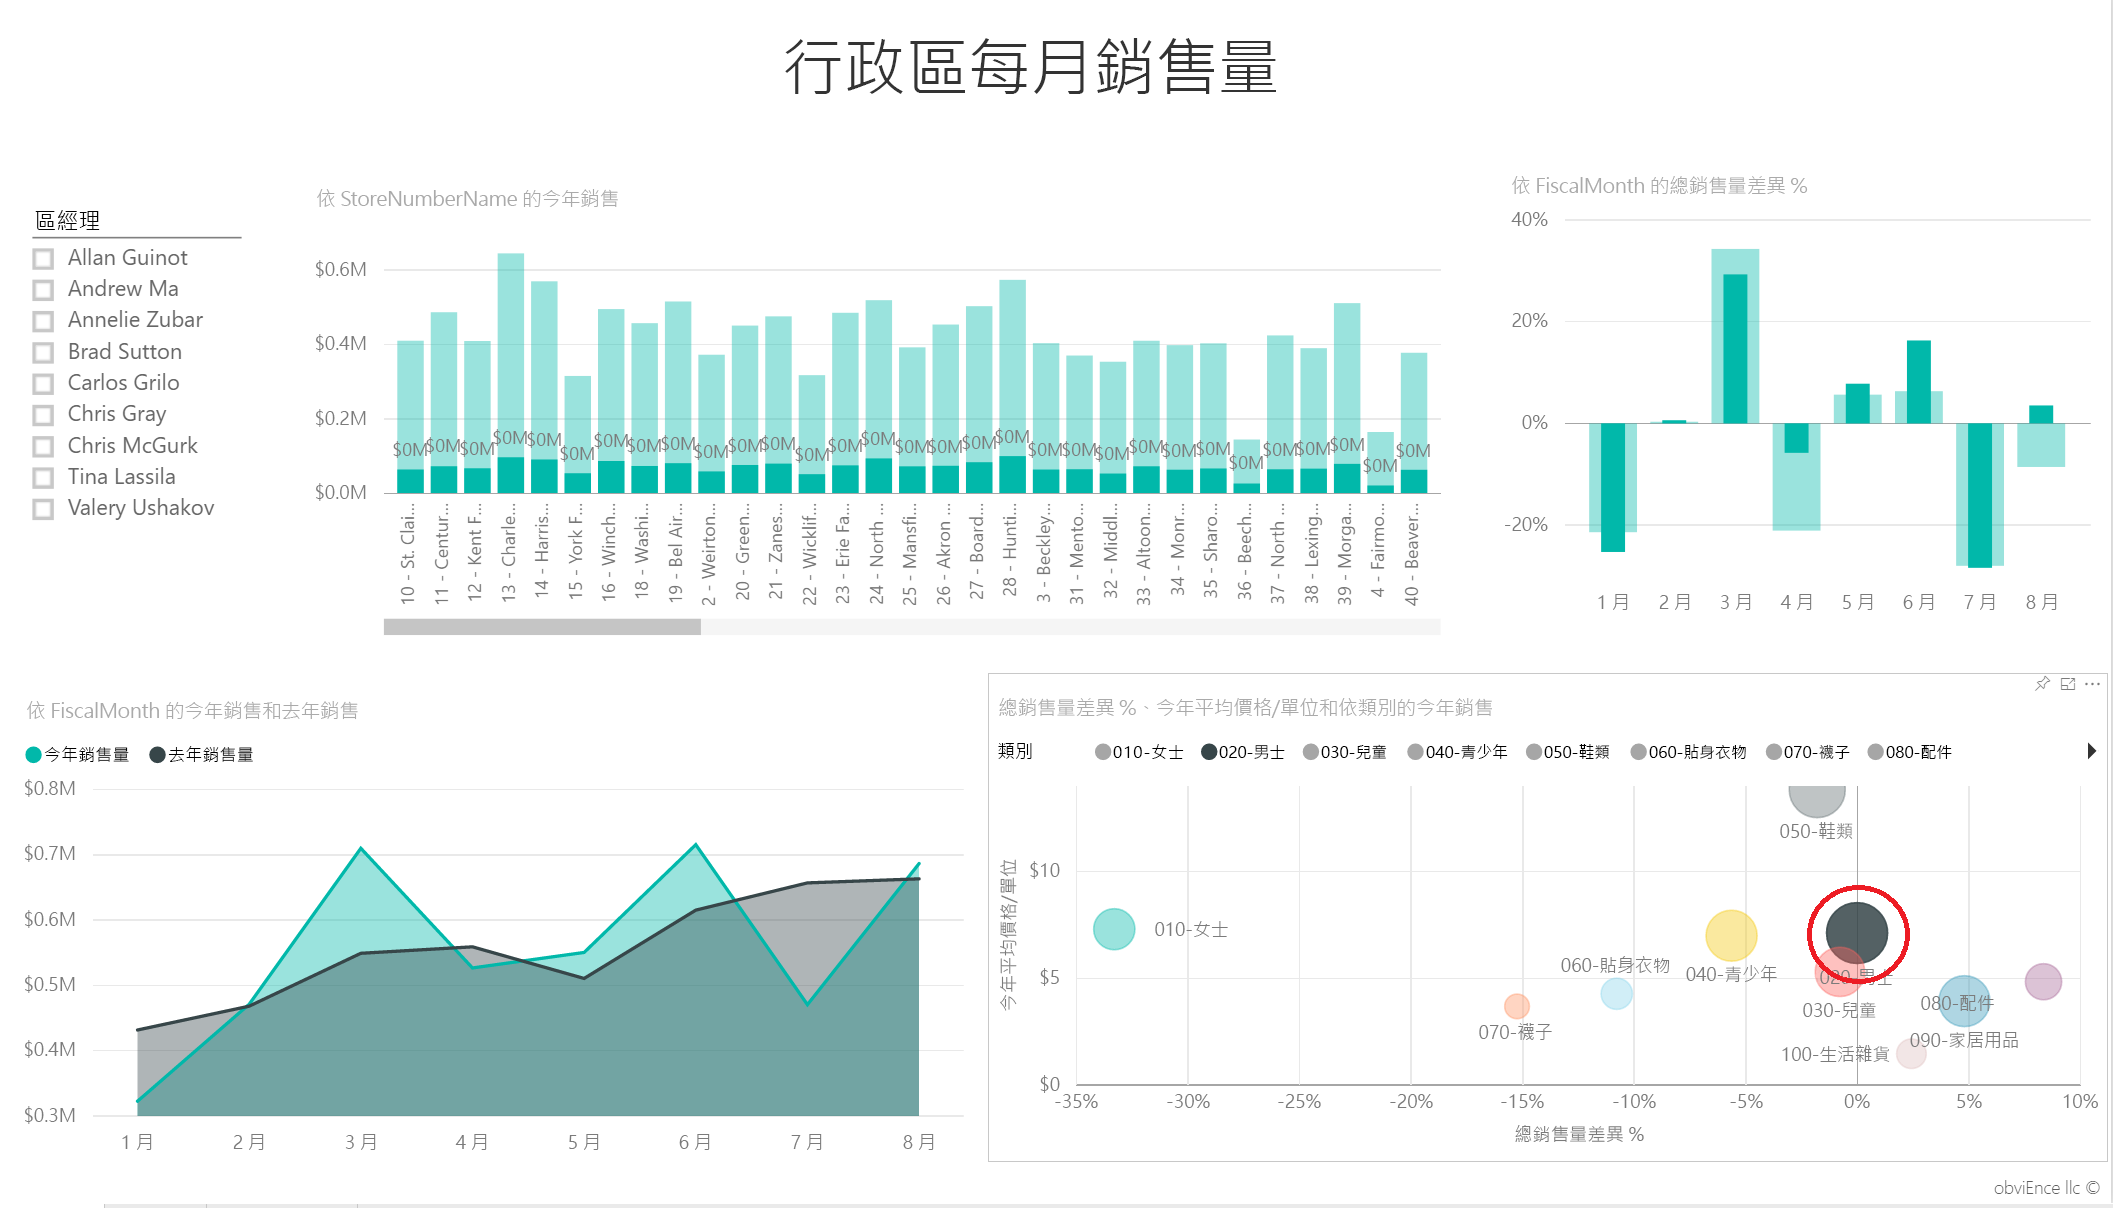 行政區每月銷售量
區經理
Allan Guinot
Andrew Ma
Annelie Zubar
Brad Sutton
Carlos Grilo
Chris Gray
Chris McGurk
Tina Lassila
Valery Ushakov
依 StoreNumberName 的今年銷售
$0.6M
$0.4M
$0.2M
$0.0M
$0M $0M $0M $0M $0M $0M $0M $0M $0M $0M $0M $0M $0M $0M $0M $0M $0M $0M $0M $0M $0M $0M $0M $0M $0M $0M $0M $0M $0M $0M $0M
10 - St. Clai...
11 - Centur...
12 - Kent F...
13 - Charle...
14 - Harris...
15 - York F...
16 - Winch...
18 - Washi...
19 - Bel Air...
2 - Weirton...
20 - Green...
21 - Zanes...
22 - Wicklif...
23 - Erie Fa...
24 - North ...
25 - Mansfi...
26 - Akron ...
27 - Board...
28 - Hunti...
3 - Beckley...
31 - Mento...
32 - Middl...
33 - Altoon...
34 - Monr...
35 - Sharo...
36 - Beech...
37 - North ...
38 - Lexing...
39 - Morga...
4 - Fairmo...
40 - Beaver...
依 FiscalMonth 的總銷售量差異 %
40%
20%
0%
-20%
1 月 2 月 3 月 4 月 5 月 6 月 7 月 8 月
依 FiscalMonth 的今年銷售和去年銷售
今年銷售量 去年銷售量
$0.8M
$0.7M
$0.6M
$0.5M
$0.4M
$0.3M
1 月 2 月 3 月 4 月 5 月 6 月 7 月 8 月
總銷售量差異 %、今年平均價格/單位和依類別的今年銷售
類別 010-女士 020-男士 030-兒童 040-青少年 050-鞋類 060-貼身衣物 070-襪子 080-配件
今年平均價格/單位
$10
$5
$0
050-鞋類
010-女士
060-貼身衣物
040-青少年
020-男士
030-兒童
080-配件
070-襪子
090-家居用品
100-生活雜貨
-35% -30% -25% -20% -15% -10% -5% 0% 5% 10%
總銷售量差異 %
obviEnce llc ©